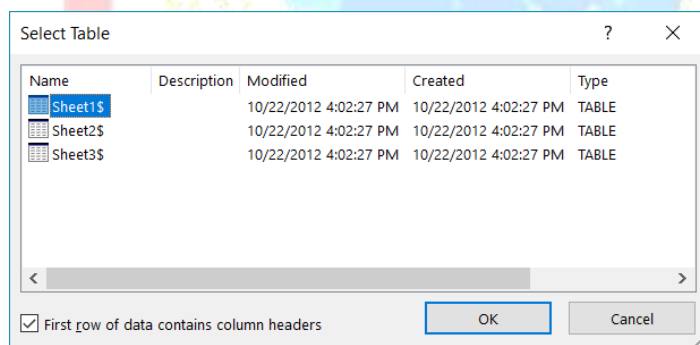 Select Table ?
Name Description Modified Created Type
Sheet1$ 10/22/2012 4:02:27 PM 10/22/2012 4:02:27 PM TABLE
Sheet2$ 10/22/2012 4:02:27 PM 10/22/2012 4:02:27 PM TABLE
Sheet3$ 10/22/2012 4:02:27 PM 10/22/2012 4:02:27 PM TABLE
First row of data contains column headers OK Cancel